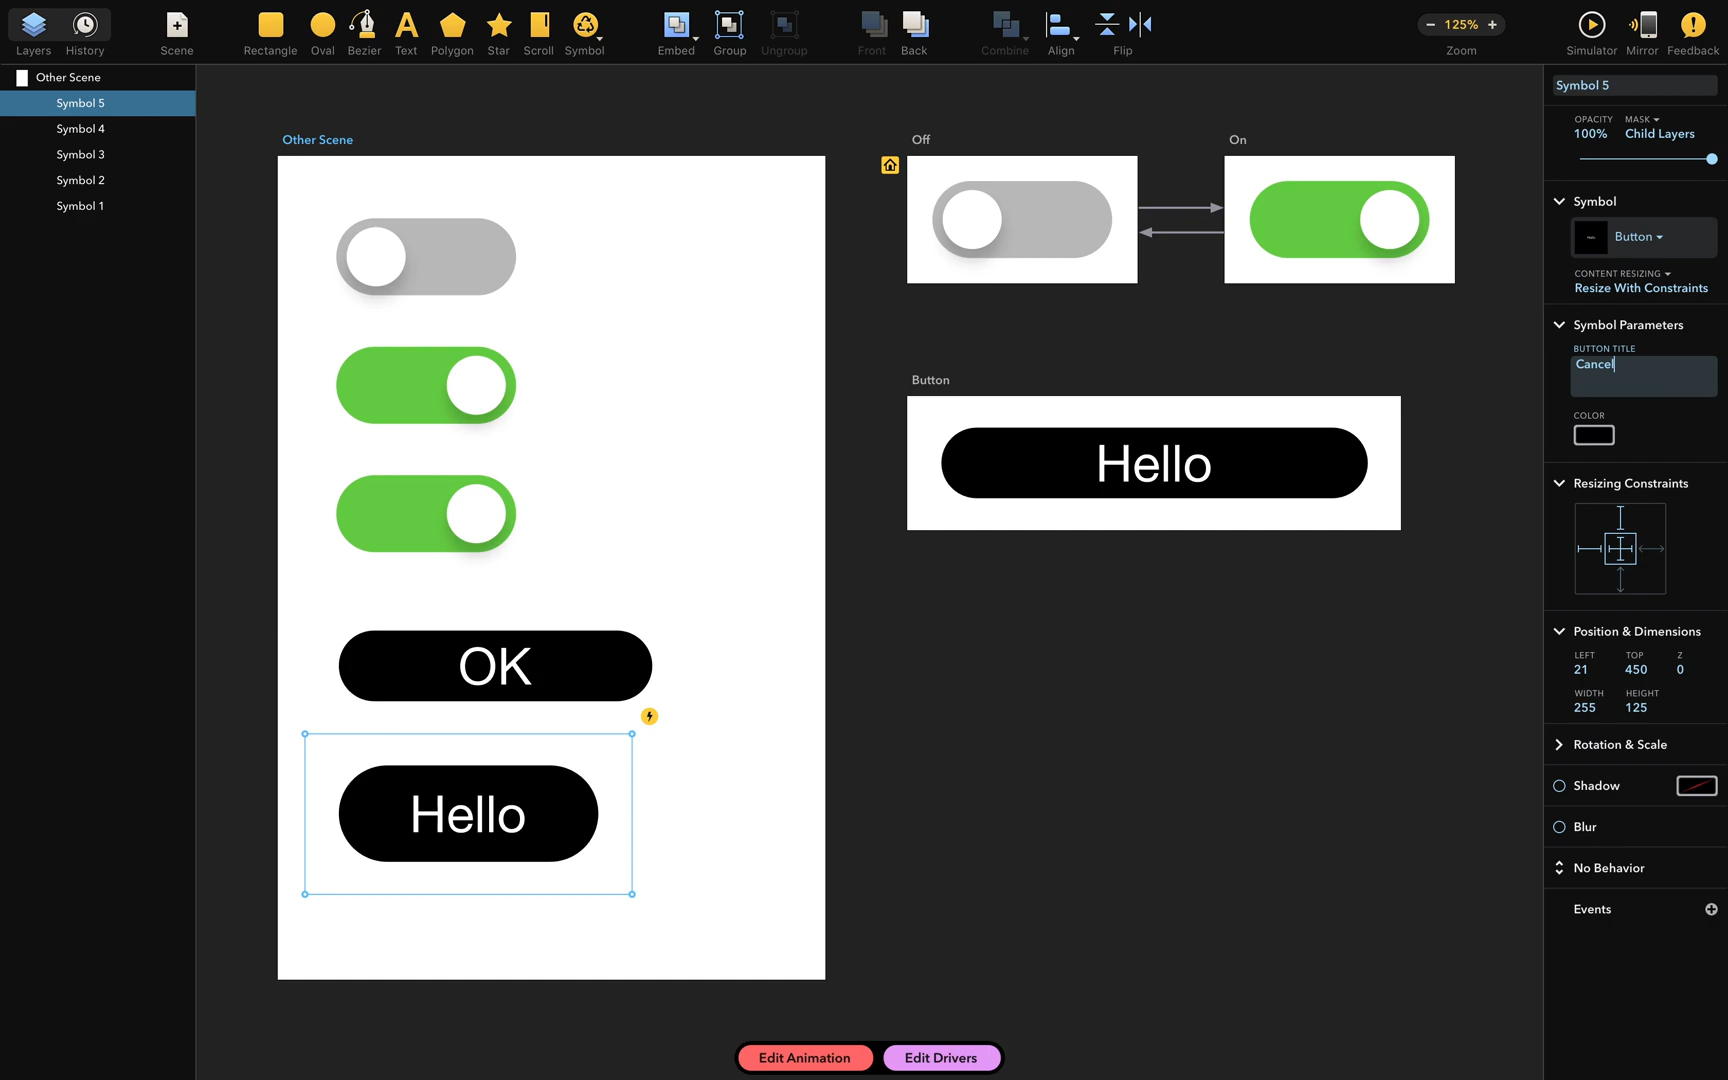 Layers
History
Scene
Rectangle
Oval
Bezier
Text
Polygon
Star
Scroll
Symbol
Embed
Group
Ungroup
Front
Back
Combine
Align
Flip
125%
Zoom
Simulator
Mirror
Feedback
Other Scene
Symbol 5
Symbol 4
Symbol 3
Symbol 2
Symbol 1
Other Scene
OK
Hello
Off
On
Button
Hello
Edit Animation
Edit Drivers
Symbol 5
OPACITY
MASK
100%
Child Layers
Symbol
Button
CONTENT RESIZING
Resize With Constraints
Symbol Parameters
BUTTON TITLE
Cancel
COLOR
Resizing Constraints
Position & Dimensions
LEFT
TOP
Z
21
450
0
WIDTH
HEIGHT
255
125
Rotation & Scale
Shadow
Blur
No Behavior
Events